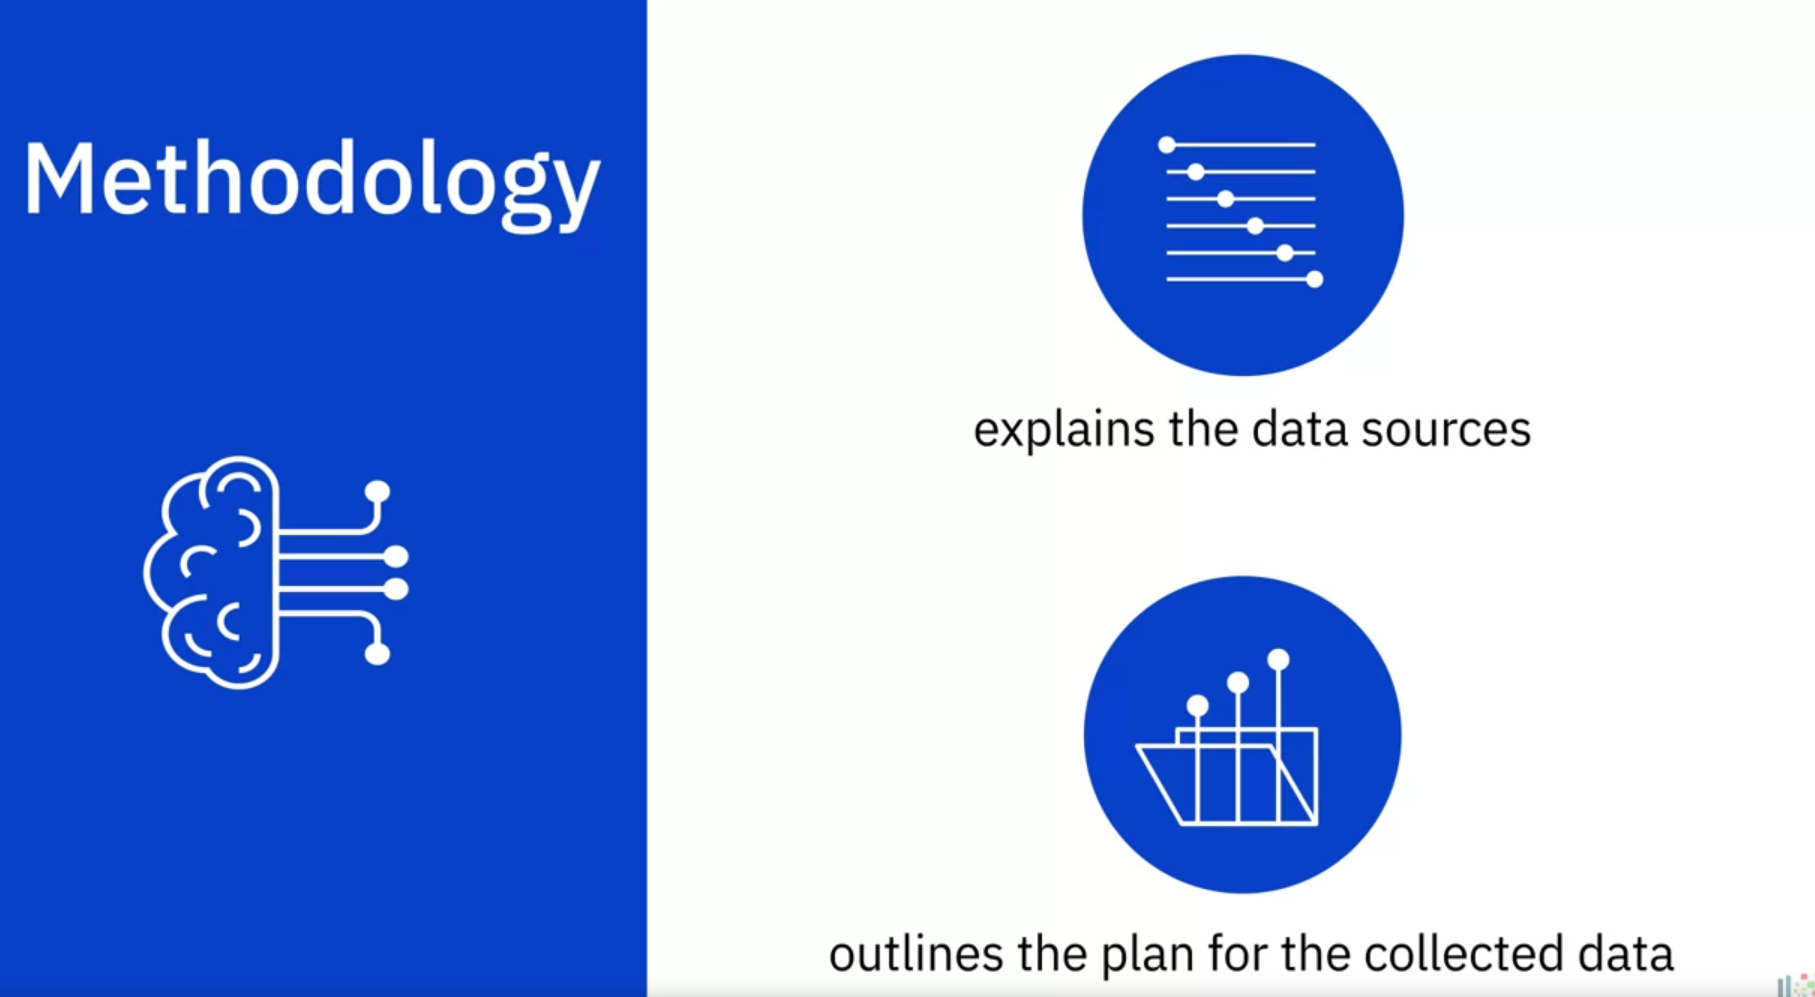 Methodology
explains the data sources
outlines the plan for the collected data